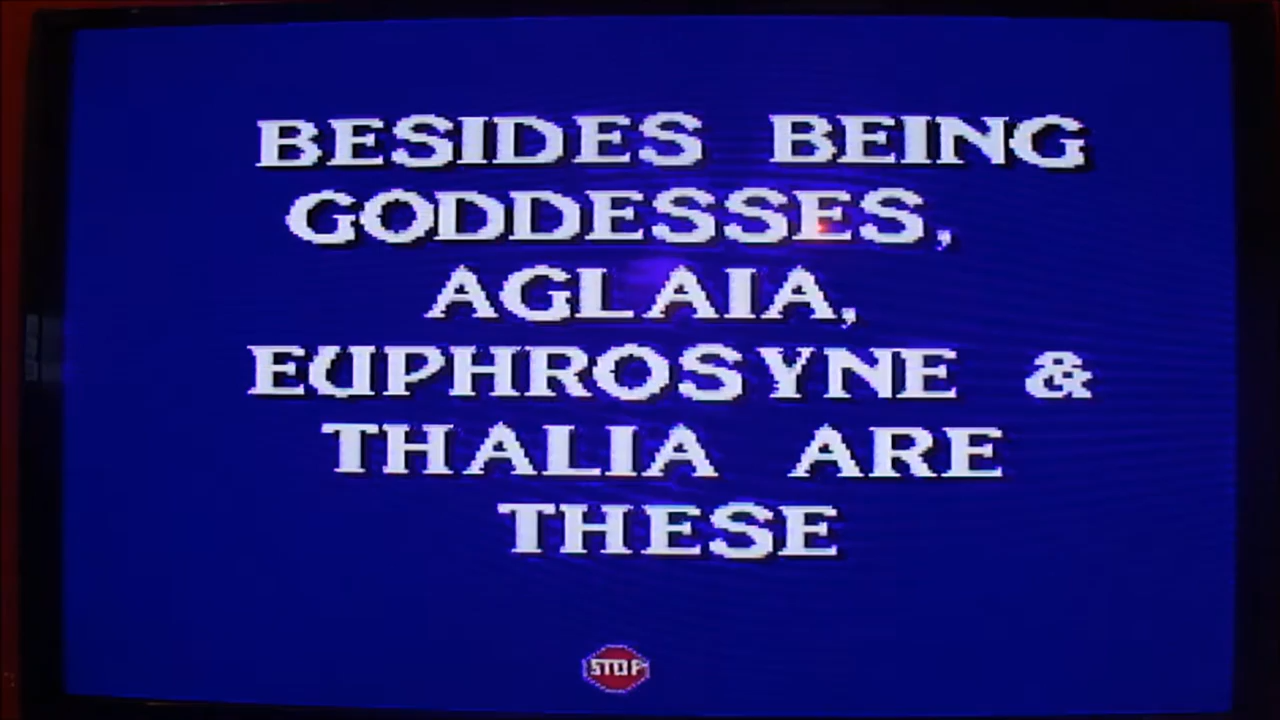 BESIDES BEING
GODDESSES,
AGLAIA,
EUPHROSYNE &
THALIA ARE
THESE
STOP